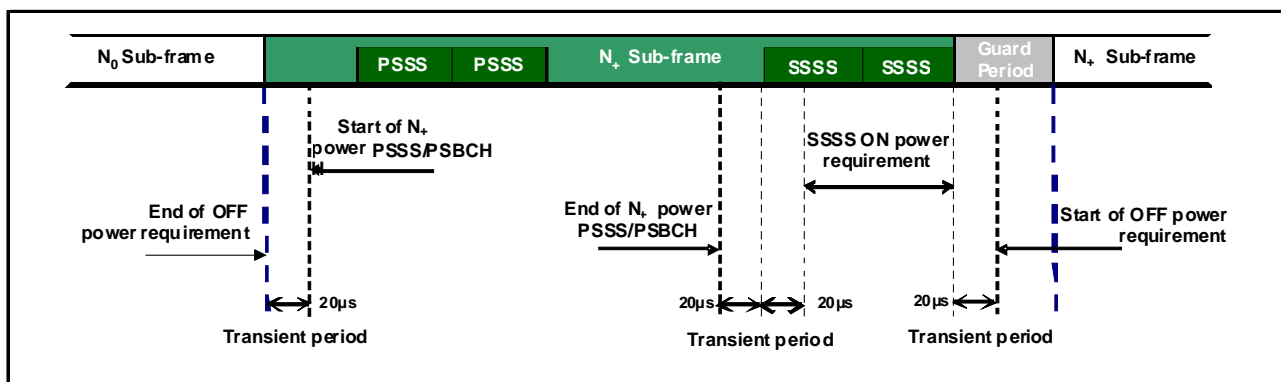 N₀ Sub-frame
PSSS
PSSS
N₊ Sub-frame
SSSS
SSSS
Guard
Period
N₊ Sub-frame
Start of N₊
power PSSS/PSBCH
SSSS ON power
requirement
End of OFF
power requirement
End of N₊ power
PSSS/PSBCH
Start of OFF power
requirement
20µs
20µs
20µs
20µs
Transient period
Transient period
Transient period